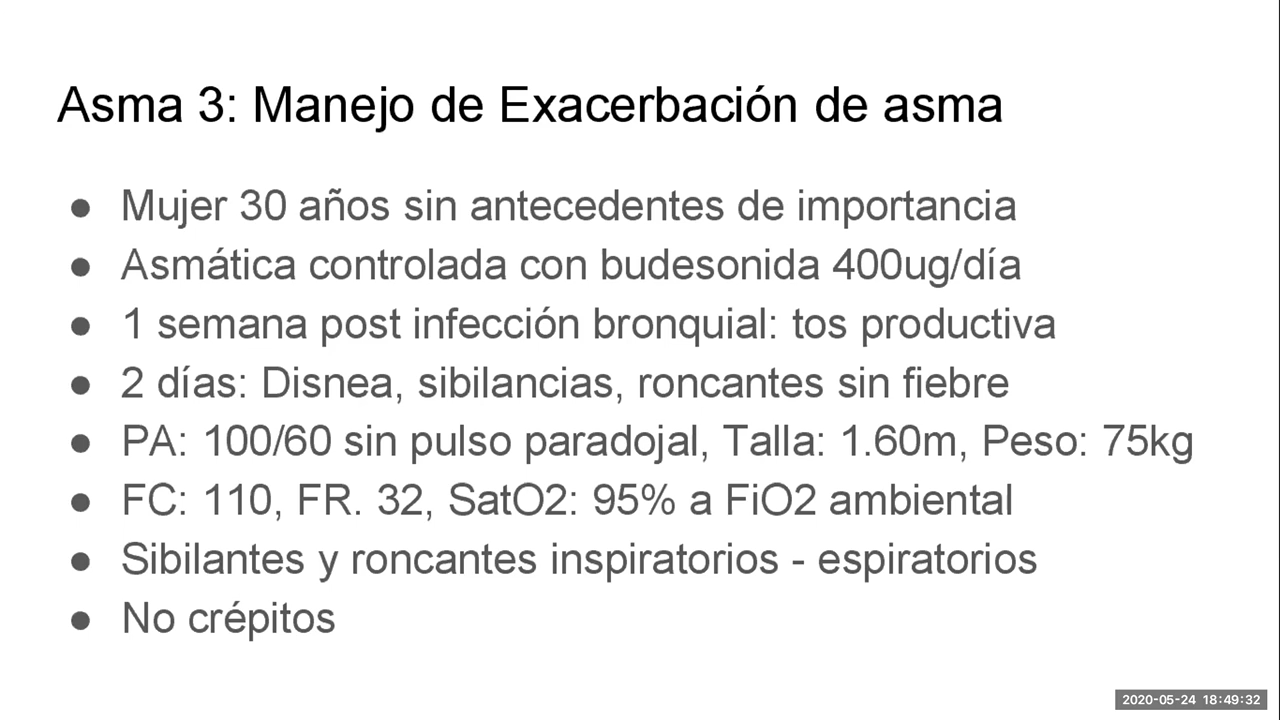 Asma 3: Manejo de Exacerbación de asma
● Mujer 30 años sin antecedentes de importancia
● Asmática controlada con budesonida 400ug/día
● 1 semana post infección bronquial: tos productiva
● 2 días: Disnea, sibilancias, roncantes sin fiebre
● PA: 100/60 sin pulso paradojal, Talla: 1.60m, Peso: 75kg
● FC: 110, FR. 32, SatO2: 95% a FiO2 ambiental
● Sibilantes y roncantes inspiratorios - espiratorios
● No crépitos
2020-05-24 18:49:32